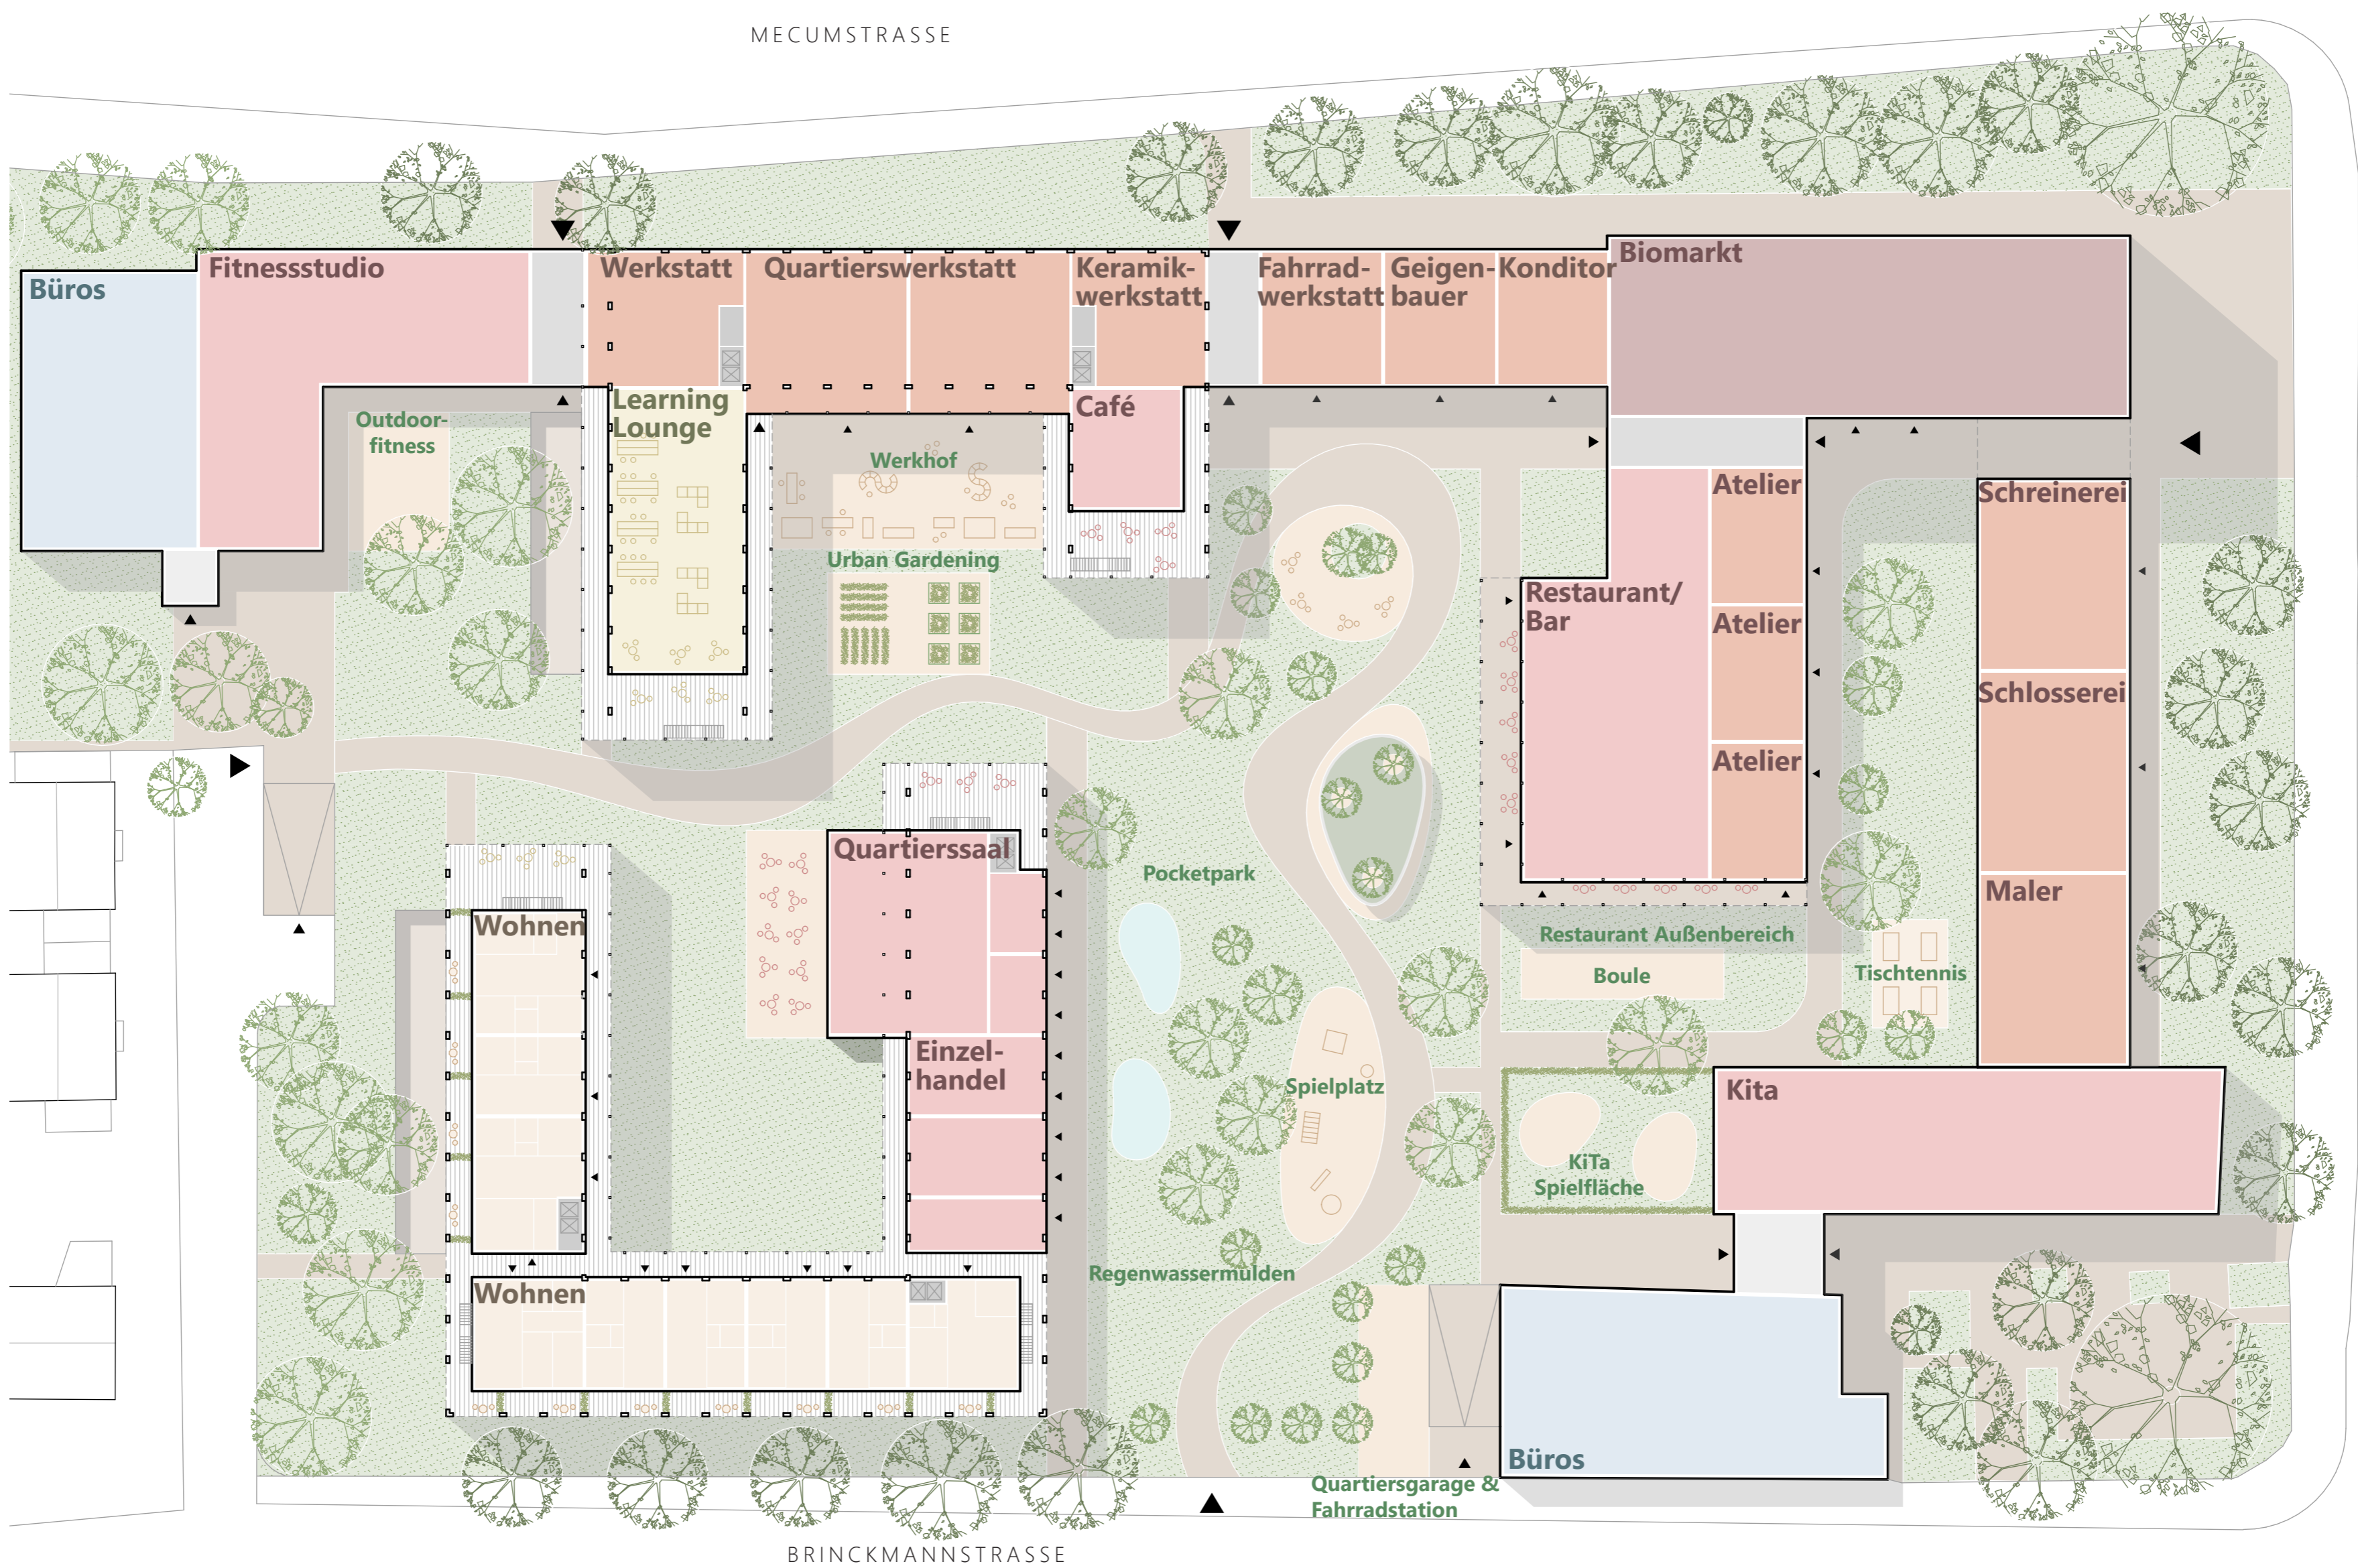 MECUMSTRASSE
Büros
Fitnessstudio
Werkstatt
Quartierswerkstatt
Keramik-
werkstatt
Fahrrad-
werkstatt
Geigen-
bauer
Konditor
Biomarkt
Outdoor-
fitness
Learning
Lounge
Werkhof
Café
Urban Gardening
Restaurant/
Bar
Atelier
Atelier
Atelier
Schreinerei
Schlosserei
Maler
Quartierssaal
Pocketpark
Wohnen
Restaurant Außenbereich
Boule
Tischtennis
Einzel-
handel
Spielplatz
Kita
KiTa
Spielfläche
Regenwassermulden
Wohnen
Büros
Quartiersgarage &
Fahrradstation
BRINCKMANNSTRASSE